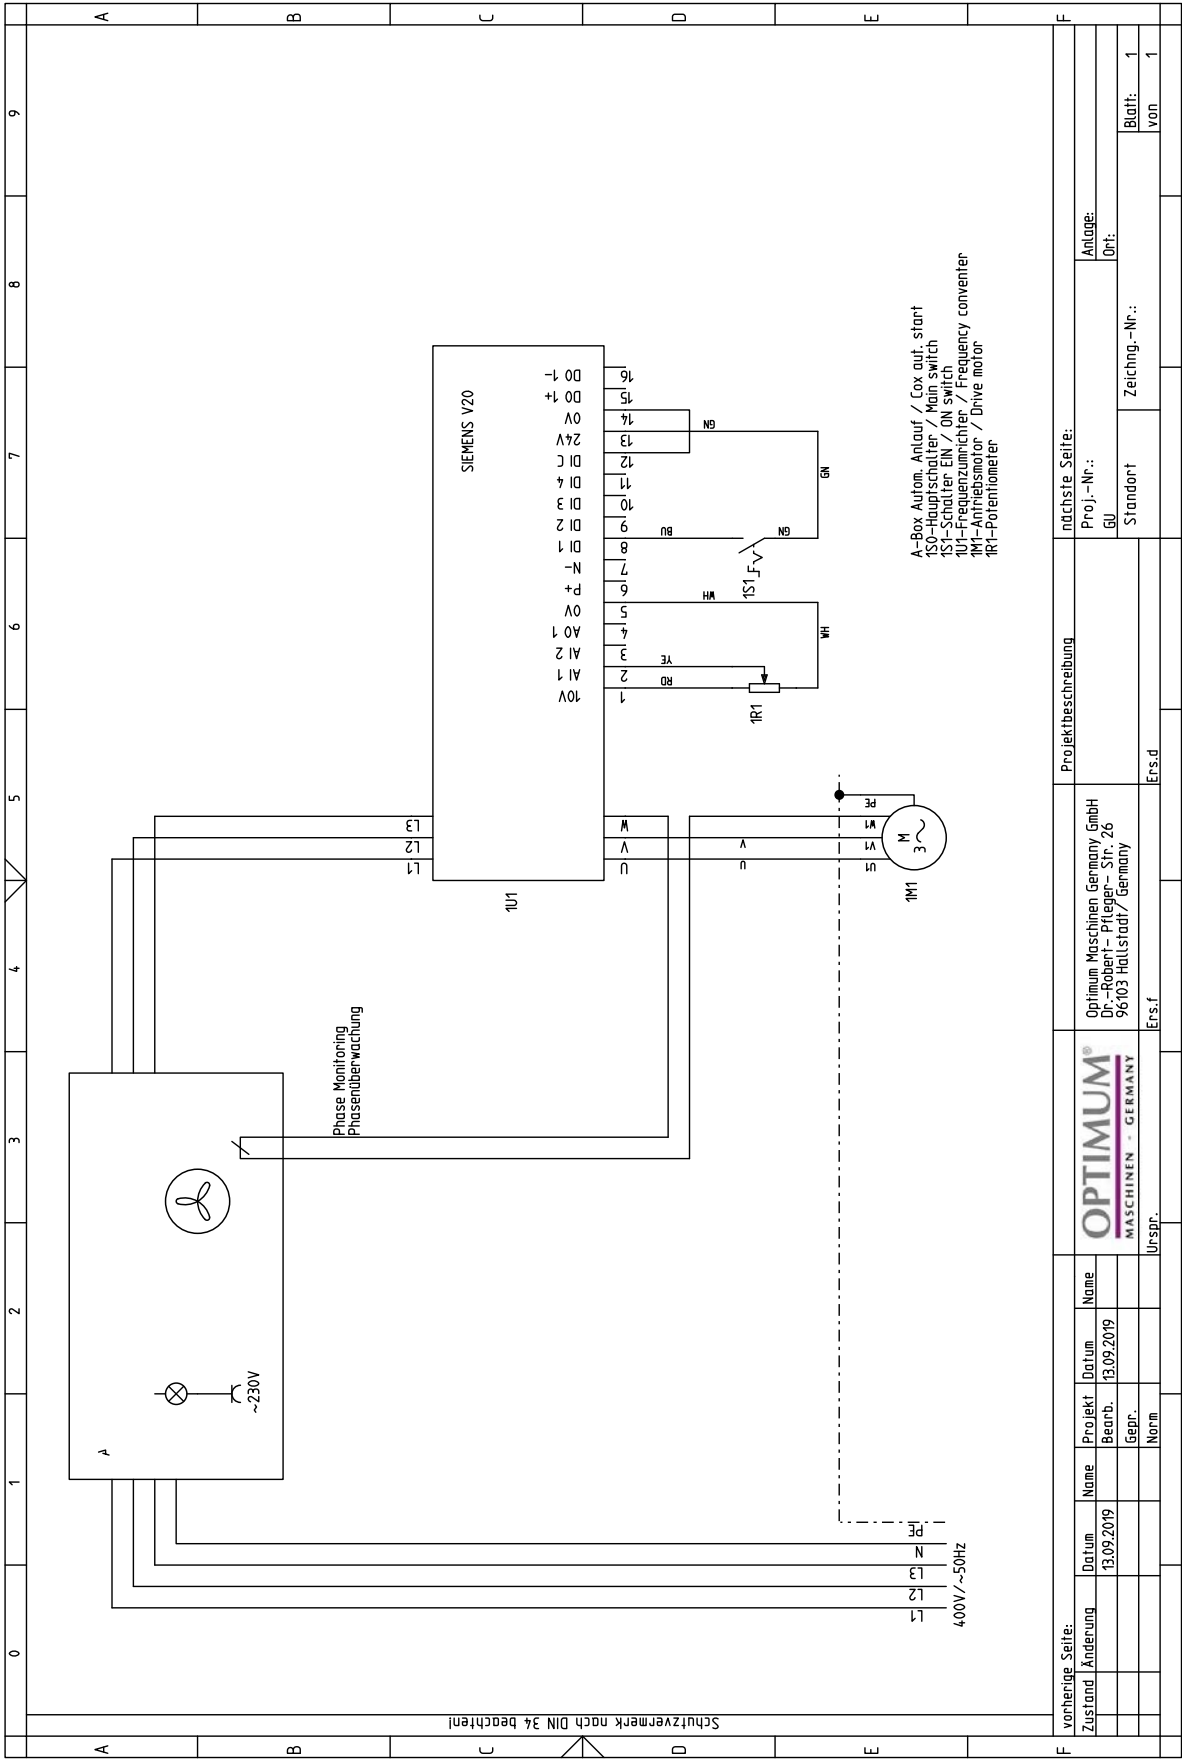 0 1 2 3 4 5 6 7 8 9
A
B
C
D
E
F
A
B
C
D
E
F
Schutzvermerk nach DIN 34 beachten!
A
~230V
Phase Monitoring
Phasenüberwachung
L1
L2
L3
N
PE
400V/~50Hz
1U1
SIEMENS V20
L1
L2
L3
U
V
W
10V
AI 1
AI 2
AO 1
0V
P+
N-
DI 1
DI 2
DI 3
DI 4
DI C
24V
0V
DO 1+
DO 1-
1
2
3
4
5
6
7
8
9
10
11
12
13
14
15
16
RD
YE
WH
BU
GN
1R1
WH
1S1
GN
GN
U
V
U1
V1
W1
PE
1M1
M
3
A-Box Autom. Anlauf / Cox aut. start
1S0-Hauptschalter / Main switch
1S1-Schalter EIN / ON switch
1U1-Frequenzumrichter / Frequency conventer
1M1-Antriebsmotor / Drive motor
1R1-Potentiometer
vorherige Seite:
Zustand Änderung Datum Name
13.09.2019
Projekt Datum Name
Bearb. 13.09.2019
Gepr.
Norm
OPTIMUM®
MASCHINEN - GERMANY
Urspr.
Optimum Maschinen Germany GmbH
Dr.-Robert- Pfleger- Str. 26
96103 Hallstadt/ Germany
Ers.f
Ers.d
Projektbeschreibung
nächste Seite:
Proj.-Nr.:
GU
Standort
Zeichng.-Nr.:
Anlage:
Ort:
Blatt: 1
von 1